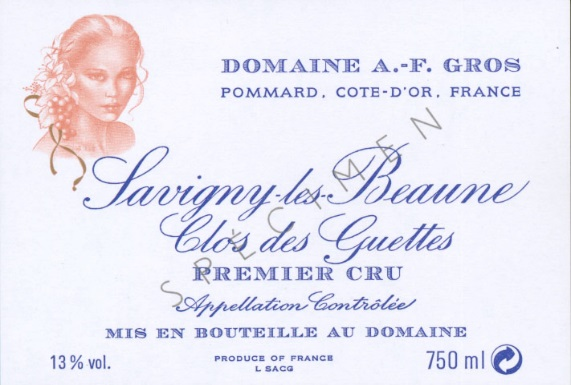 DOMAINE A.-F. GROS
POMMARD, COTE-D'OR, FRANCE
Savigny-les-Beaune
Clos des Guettes
PREMIER CRU
Appellation Contrôlée
MIS EN BOUTEILLE AU DOMAINE
13 % vol.
PRODUCE OF FRANCE
L SACG
750 ml
SPÉCIMEN